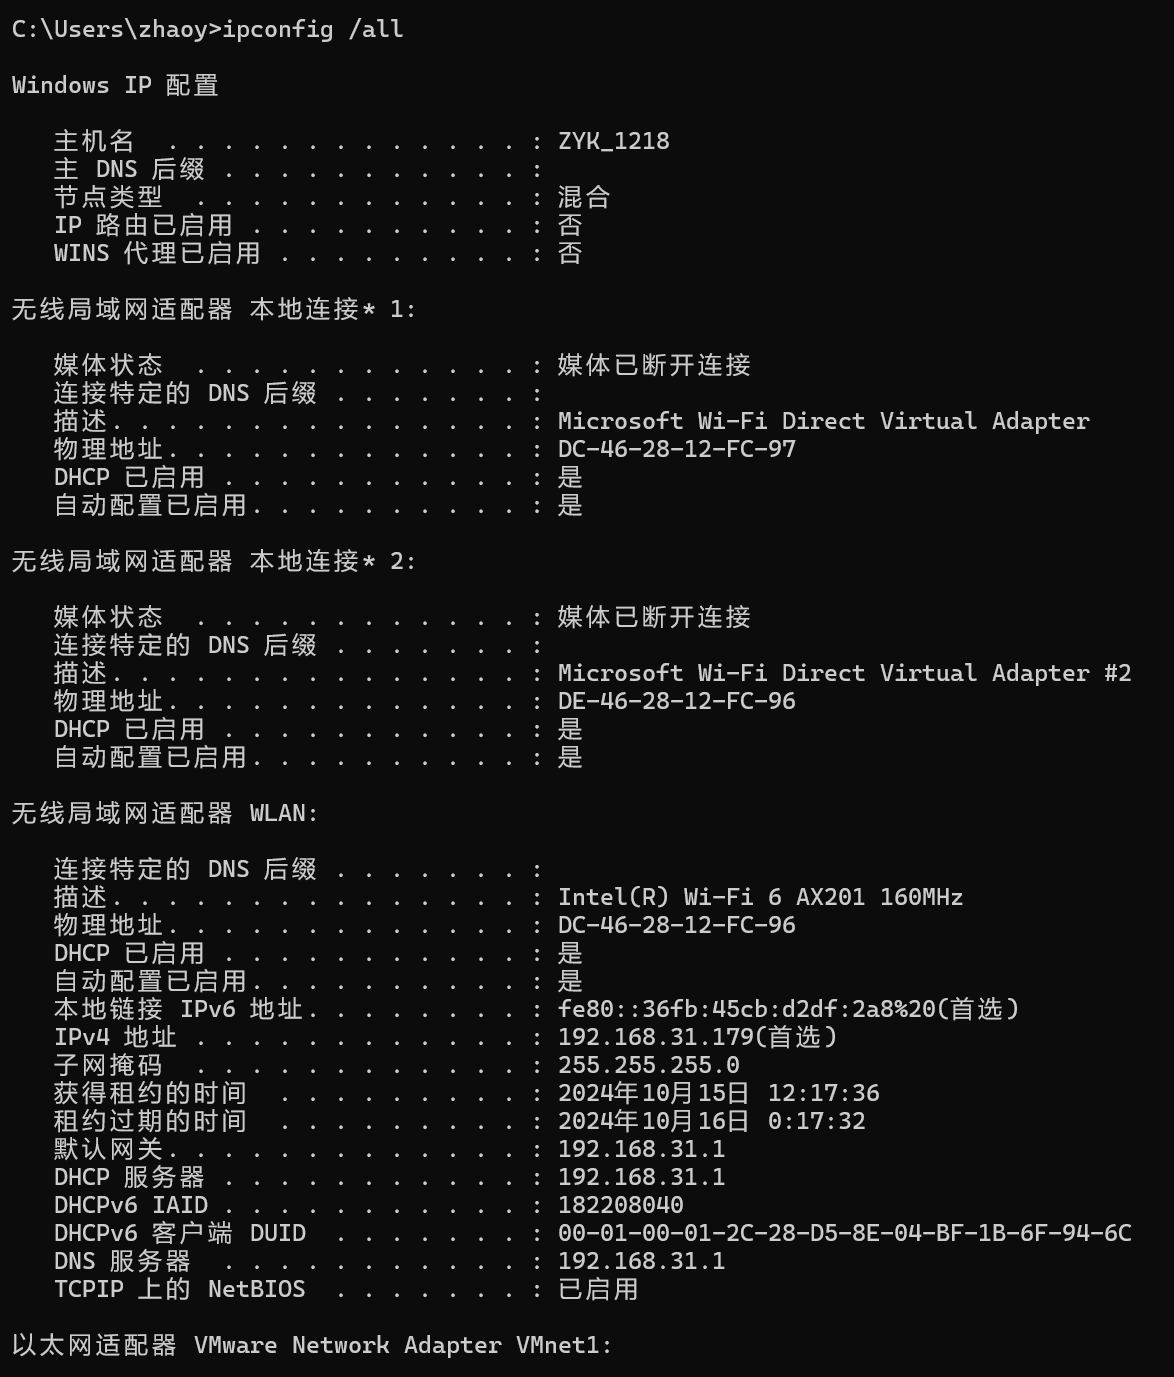 C:\Users\zhaoy>ipconfig /all
Windows IP 配置
主机名  . . . . . . . . . . . . . : ZYK_1218
主 DNS 后缀 . . . . . . . . . . . :
节点类型  . . . . . . . . . . . . : 混合
IP 路由已启用 . . . . . . . . . . : 否
WINS 代理已启用 . . . . . . . . . : 否
无线局域网适配器 本地连接* 1:
媒体状态  . . . . . . . . . . . . : 媒体已断开连接
连接特定的 DNS 后缀 . . . . . . . :
描述. . . . . . . . . . . . . . . : Microsoft Wi-Fi Direct Virtual Adapter
物理地址. . . . . . . . . . . . . : DC-46-28-12-FC-97
DHCP 已启用 . . . . . . . . . . . : 是
自动配置已启用. . . . . . . . . . : 是
无线局域网适配器 本地连接* 2:
媒体状态  . . . . . . . . . . . . : 媒体已断开连接
连接特定的 DNS 后缀 . . . . . . . :
描述. . . . . . . . . . . . . . . : Microsoft Wi-Fi Direct Virtual Adapter #2
物理地址. . . . . . . . . . . . . : DE-46-28-12-FC-96
DHCP 已启用 . . . . . . . . . . . : 是
自动配置已启用. . . . . . . . . . : 是
无线局域网适配器 WLAN:
连接特定的 DNS 后缀 . . . . . . . :
描述. . . . . . . . . . . . . . . : Intel(R) Wi-Fi 6 AX201 160MHz
物理地址. . . . . . . . . . . . . : DC-46-28-12-FC-96
DHCP 已启用 . . . . . . . . . . . : 是
自动配置已启用. . . . . . . . . . : 是
本地链接 IPv6 地址. . . . . . . . : fe80::36fb:45cb:d2df:2a8%20(首选)
IPv4 地址 . . . . . . . . . . . . : 192.168.31.179(首选)
子网掩码  . . . . . . . . . . . . : 255.255.255.0
获得租约的时间  . . . . . . . . . : 2024年10月15日 12:17:36
租约过期的时间  . . . . . . . . . : 2024年10月16日 0:17:32
默认网关. . . . . . . . . . . . . : 192.168.31.1
DHCP 服务器 . . . . . . . . . . . : 192.168.31.1
DHCPv6 IAID . . . . . . . . . . . : 182208040
DHCPv6 客户端 DUID  . . . . . . . : 00-01-00-01-2C-28-D5-8E-04-BF-1B-6F-94-6C
DNS 服务器  . . . . . . . . . . . : 192.168.31.1
TCPIP 上的 NetBIOS  . . . . . . . : 已启用
以太网适配器 VMware Network Adapter VMnet1: